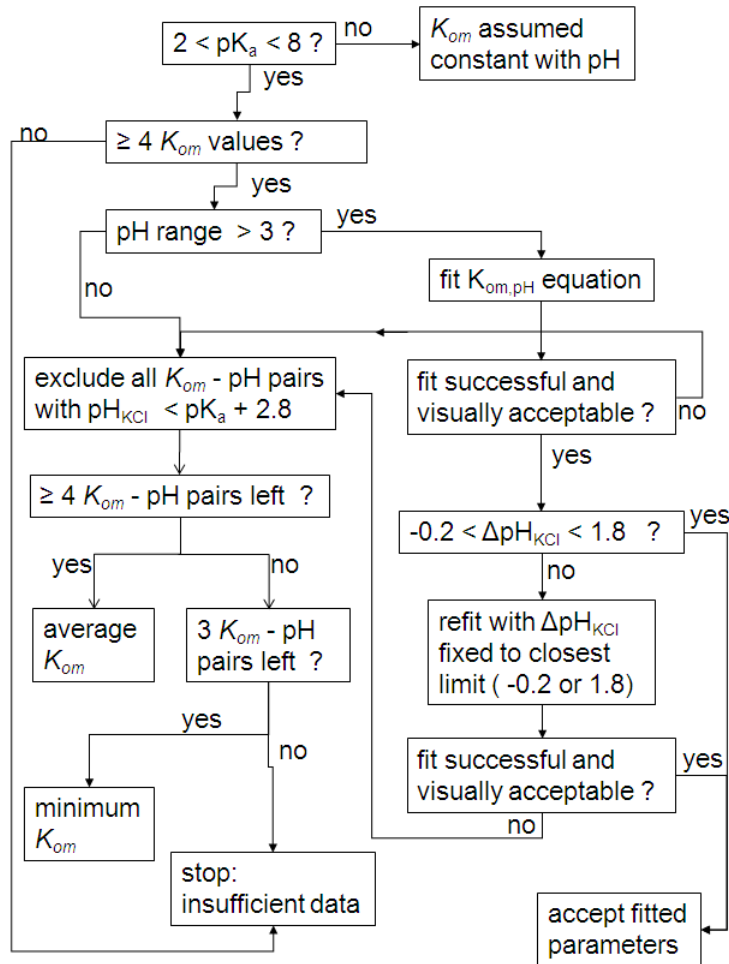 2 < pKa < 8 ?
no
Kom assumed
constant with pH
yes
no
≥ 4 Kom values ?
yes
pH range > 3 ?
yes
no
fit Kom,pH equation
exclude all Kom - pH pairs
with pHKCl < pKa + 2.8
fit successful and
visually acceptable ?
no
yes
≥ 4 Kom - pH pairs left ?
-0.2 < ΔpHKCl < 1.8 ?
yes
no
yes
no
average
Kom
3 Kom - pH
pairs left ?
refit with ΔpHKCl
fixed to closest
limit ( -0.2 or 1.8)
yes
no
fit successful and
visually acceptable ?
yes
no
minimum
Kom
stop:
insufficient data
accept fitted
parameters